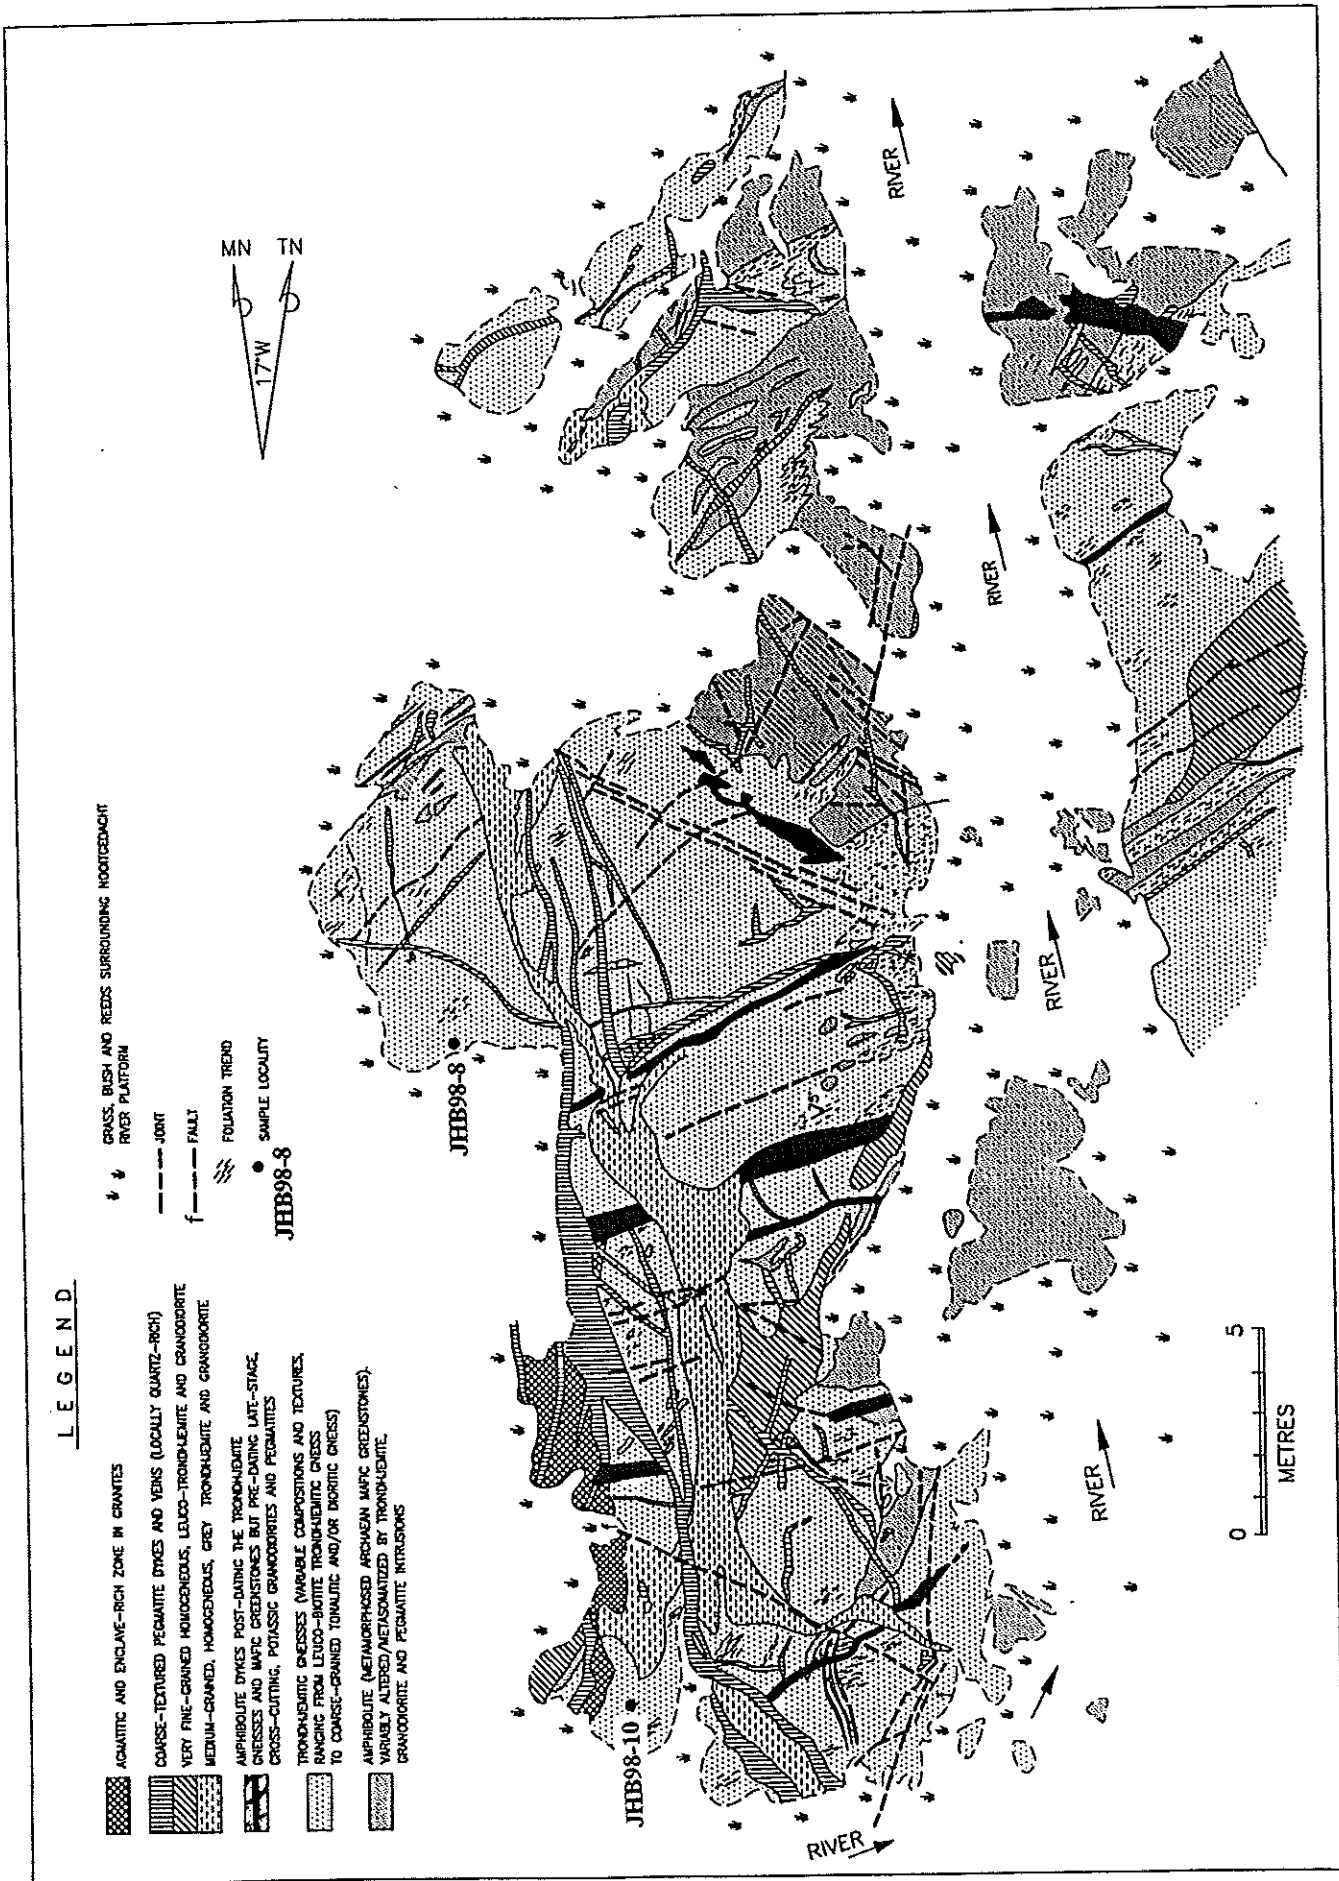 LEGEND
AGMATITIC AND ENCLAVE-RICH ZONE IN GRANITES
COARSE-TEXTURED PEGMATITE DYKES AND VEINS (LOCALLY QUARTZ-RICH)
VERY FINE-GRAINED HOMOGENEOUS, LEUCO-TRONDHJEMITE AND GRANODIORITE
MEDIUM-GRAINED, HOMOGENEOUS, GREY TRONDHJEMITE AND GRANODIORITE
AMPHIBOLITE DYKES POST-DATING THE TRONDHJEMITE
GNEISSES AND MAFIC GREENSTONES BUT PRE-DATING LATE-STAGE,
CROSS-CUTTING, POTASSIC GRANODIORITES AND PEGMATITES
TRONDHJEMITIC GNEISSES (VARIABLE COMPOSITIONS AND TEXTURES,
RANGING FROM LEUCO-BIOTITE TRONDHJEMITIC GNEISS
TO COARSE-GRAINED TONALITIC AND/OR DIORITIC GNEISS)
AMPHIBOLITE (METAMORPHOSED ARCHAEAN MAFIC GREENSTONES).
VARIABLY ALTERED/METASOMATIZED BY TRONDHJEMITE,
GRANODIORITE AND PEGMATITE INTRUSIONS
GRASS, BUSH AND REEDS SURROUNDING NOOITGEDACHT
RIVER PLATFORM
JOINT
f FAULT
FOLIATION TREND
SAMPLE LOCALITY
JHB98-8
MN
TN
17°W
JHB98-8
JHB98-10
f
RIVER
RIVER
RIVER
RIVER
RIVER
0 5
METRES